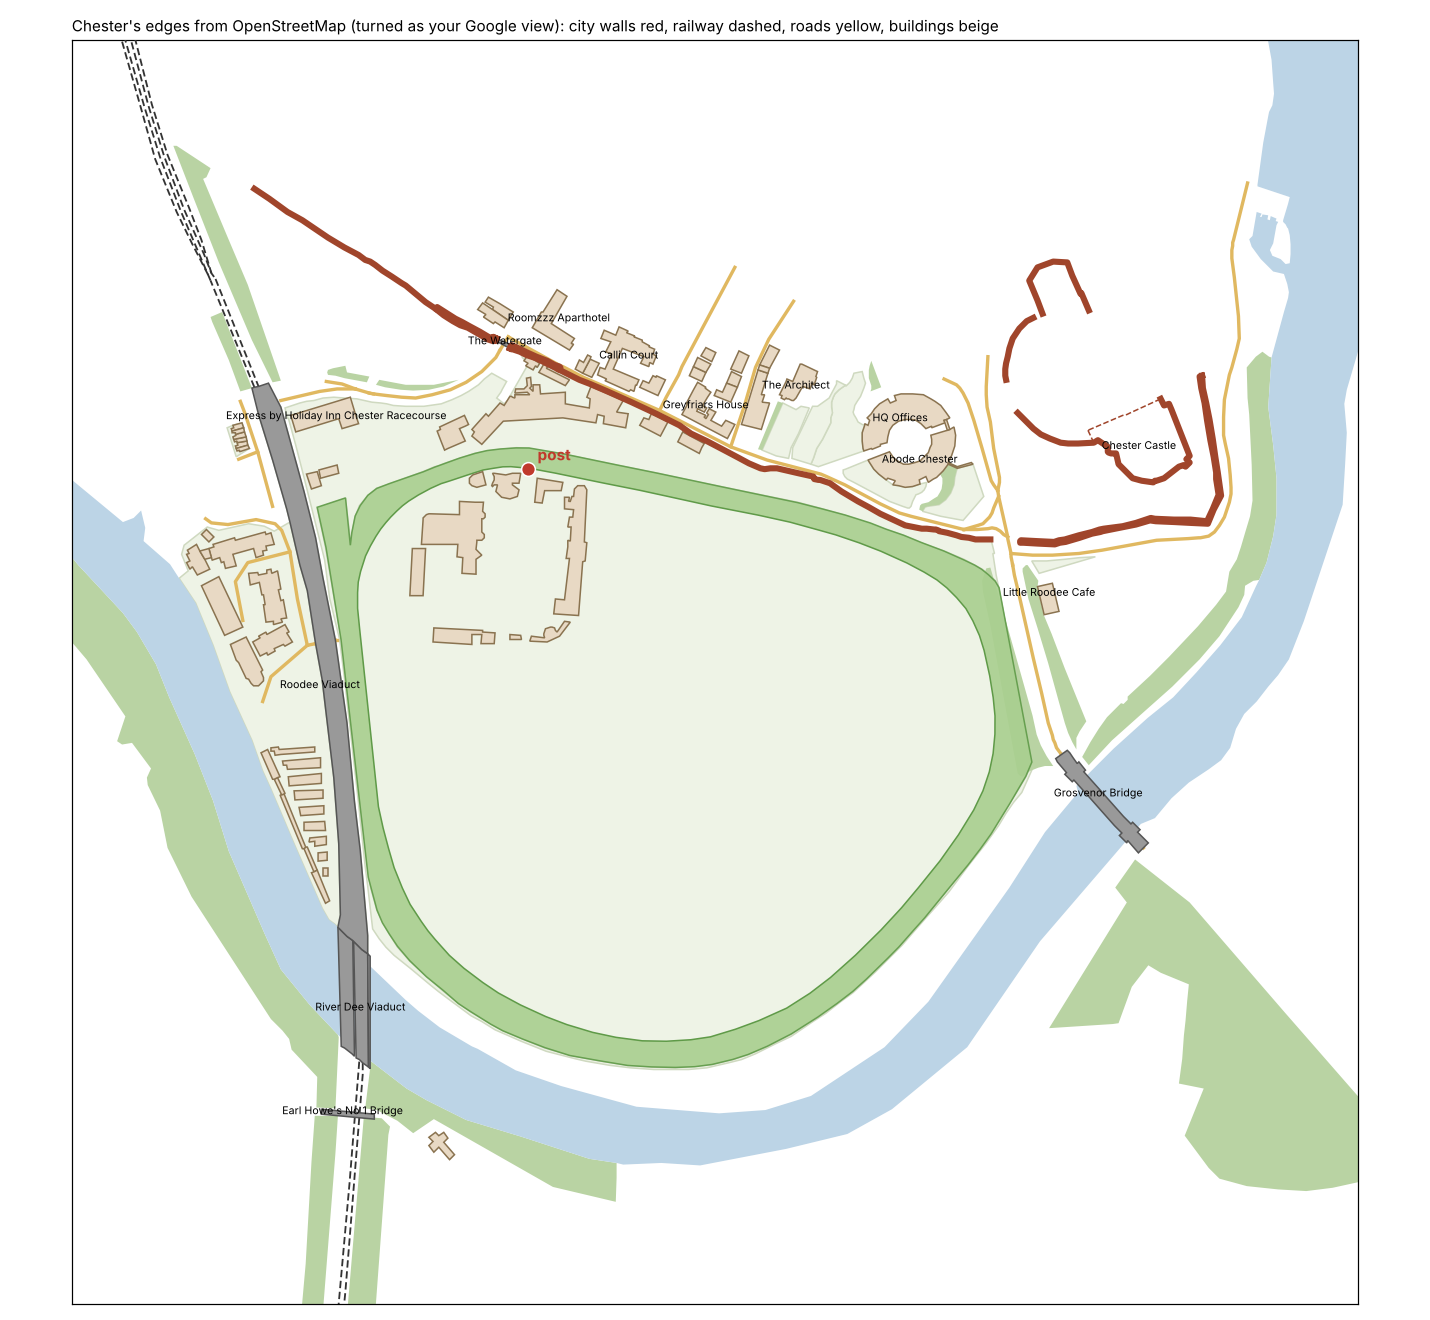 Chester's edges from OpenStreetMap (turned as your Google view): city walls red, railway dashed, roads yellow, buildings beige
Roomzzz Aparthotel
The Watergate
Callin Court
The Architect
Greyfriars House
Express by Holiday Inn Chester Racecourse
HQ Offices
Chester Castle
post
Abode Chester
Little Roodee Cafe
Roodee Viaduct
Grosvenor Bridge
River Dee Viaduct
Earl Howe's No 1 Bridge